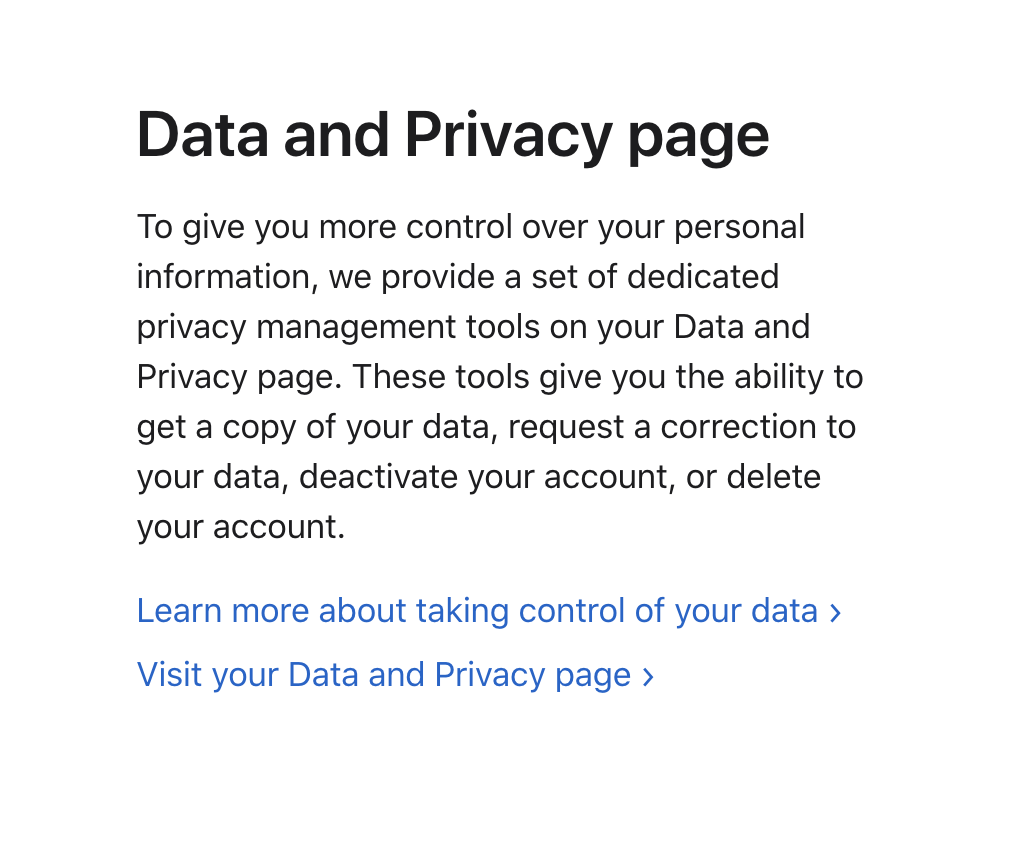 Data and Privacy page
To give you more control over your personal
information, we provide a set of dedicated
privacy management tools on your Data and
Privacy page. These tools give you the ability to
get a copy of your data, request a correction to
your data, deactivate your account, or delete
your account.
Learn more about taking control of your data ›
Visit your Data and Privacy page ›